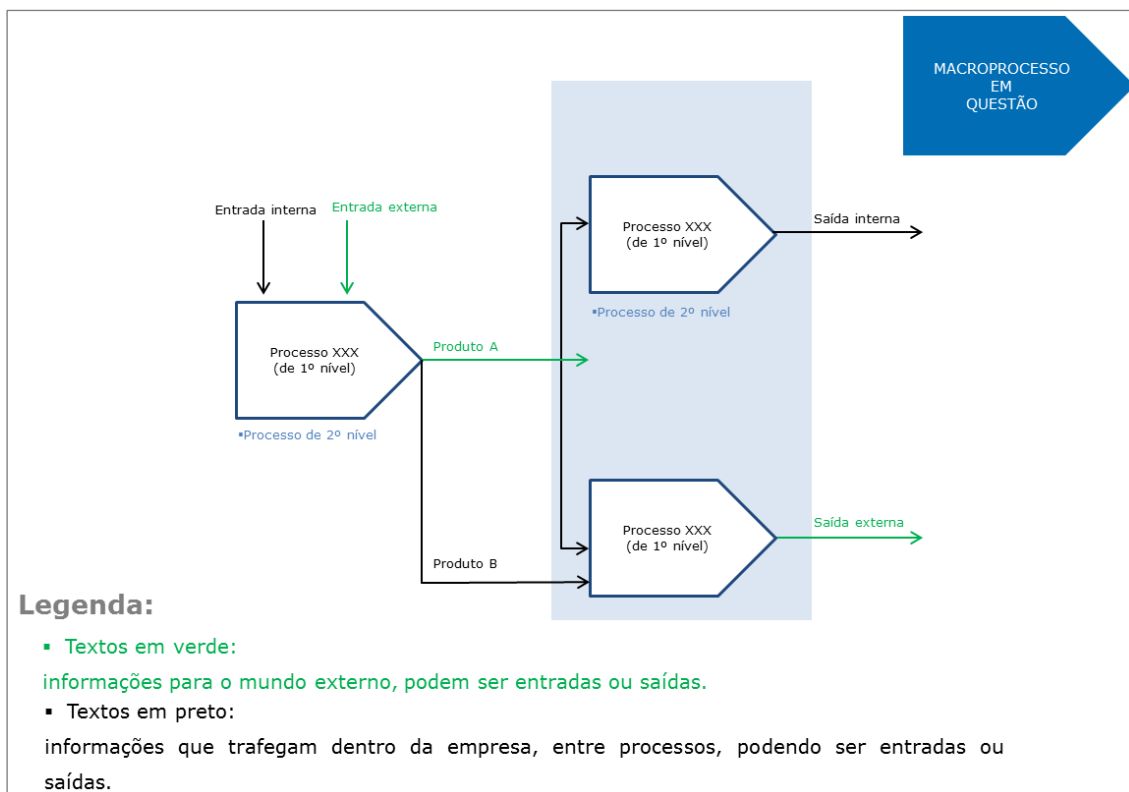 MACROPROCESSO
EM
QUESTÃO
Entrada interna
Entrada externa
Processo XXX
(de 1º nível)
Saída interna
▪Processo de 2º nível
Processo XXX
(de 1º nível)
Produto A
▪Processo de 2º nível
Processo XXX
(de 1º nível)
Saída externa
Produto B
Legenda:
▪ Textos em verde:
informações para o mundo externo, podem ser entradas ou saídas.
▪ Textos em preto:
informações que trafegam dentro da empresa, entre processos, podendo ser entradas ou
saídas.